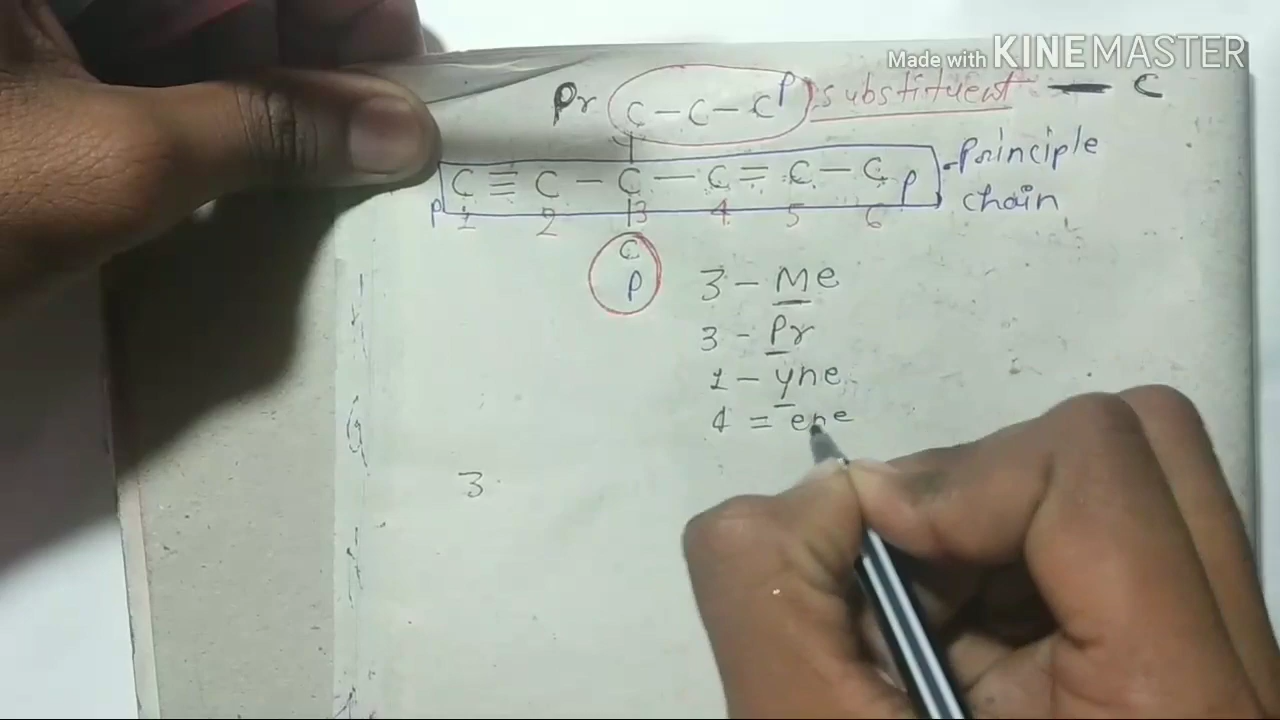 Made with KINEMASTER
Pr C – C – C P substituent — C
C ≡ C – C – C = C – C P Principle
P 1 2 3 4 5 6 chain
C
P
3 – Me
3 – Pr
1 – yne
4 = ene
3